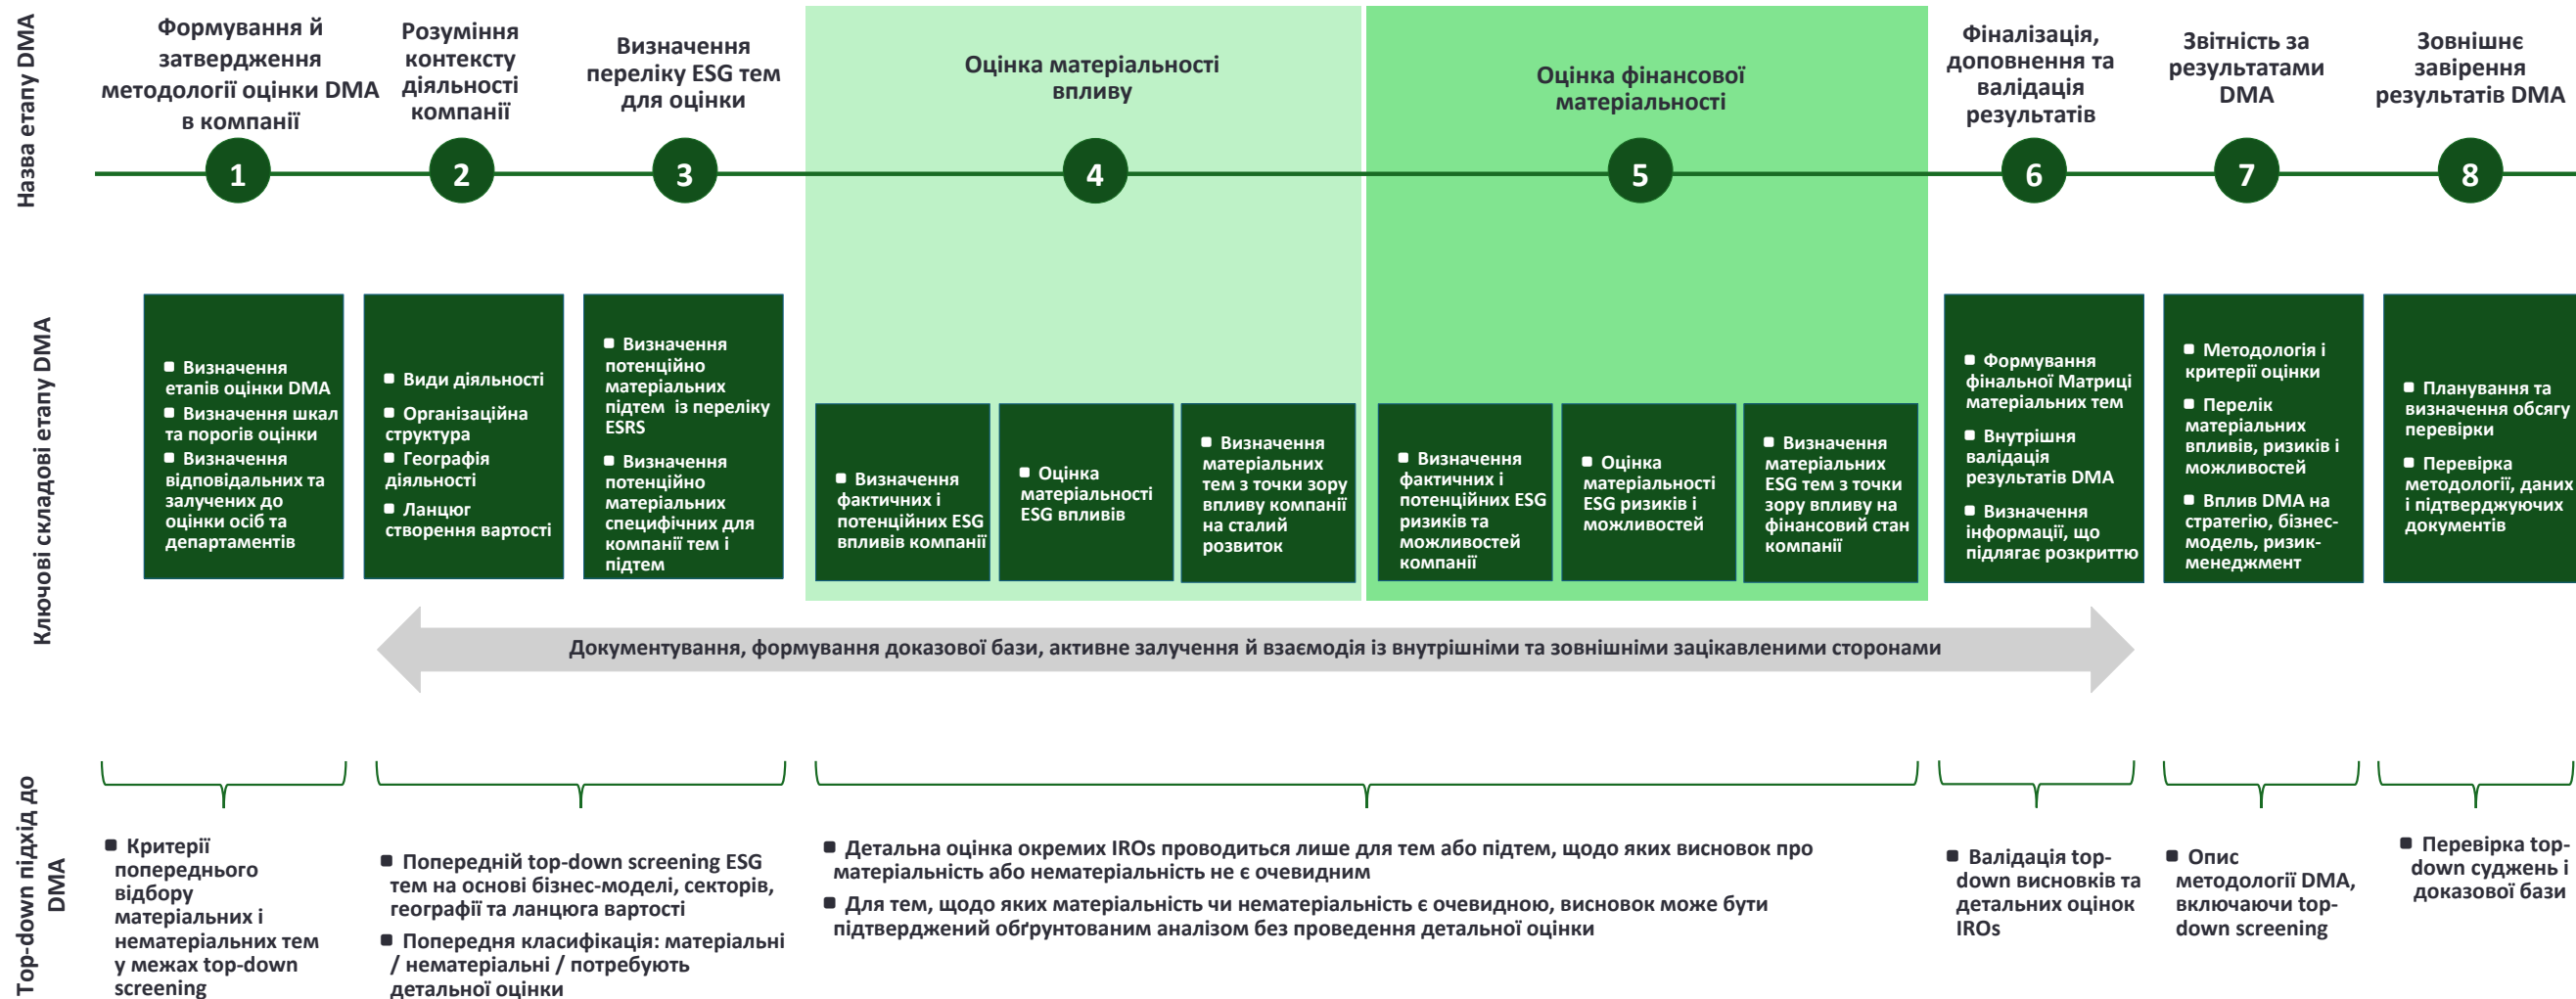 Назва етапу DMA
Формування й
затвердження
методології оцінки DMA
в компанії
Розуміння
контексту
діяльності
компанії
Визначення
переліку ESG тем
для оцінки
Оцінка матеріальності
впливу
Оцінка фінансової
матеріальності
Фіналізація,
доповнення та
валідація
результатів
Звітність за
результатами
DMA
Зовнішнє
завірення
результатів DMA
1
2
3
4
5
6
7
8
Ключові складові етапу DMA
Визначення
етапів оцінки DMA
Визначення шкал
та порогів оцінки
Визначення
відповідальних та
залучених до
оцінки осіб та
департаментів
Види діяльності
Організаційна
структура
Географія
діяльності
Ланцюг
створення вартості
Визначення
потенційно
матеріальних
підтем із переліку
ESRS
Визначення
потенційно
матеріальних
специфічних для
компанії тем і
підтем
Визначення
фактичних і
потенційних ESG
впливів компанії
Оцінка
матеріальності
ESG впливів
Визначення
матеріальних
тем з точки зору
впливу компанії
на сталий
розвиток
Визначення
фактичних і
потенційних ESG
ризиків та
можливостей
компанії
Оцінка
матеріальності
ESG ризиків і
можливостей
Визначення
матеріальних
ESG тем з точки
зору впливу на
фінансовий стан
компанії
Формування
фінальної Матриці
матеріальних тем
Внутрішня
валідація
результатів DMA
Визначення
інформації, що
підлягає розкриттю
Методологія і
критерії оцінки
Перелік
матеріальних
впливів, ризиків і
можливостей
Вплив DMA на
стратегію, бізнес-
модель, ризик-
менеджмент
Планування та
визначення обсягу
перевірки
Перевірка
методології, даних
і підтверджуючих
документів
Документування, формування доказової бази, активне залучення й взаємодія із внутрішніми та зовнішніми зацікавленими сторонами
Top-down підхід до
DMA
Критерії
попереднього
відбору
матеріальних і
нематеріальних тем
у межах top-down
screening
Попередній top-down screening ESG
тем на основі бізнес-моделі, секторів,
географії та ланцюга вартості
Попередня класифікація: матеріальні
/ нематеріальні / потребують
детальної оцінки
Детальна оцінка окремих IROs проводиться лише для тем або підтем, щодо яких висновок про
матеріальність або нематеріальність не є очевидним
Для тем, щодо яких матеріальність чи нематеріальність є очевидною, висновок може бути
підтверджений обґрунтованим аналізом без проведення детальної оцінки
Валідація top-
down висновків та
детальних оцінок
IROs
Опис
методології DMA,
включаючи top-
down screening
Перевірка top-
down суджень і
доказової бази